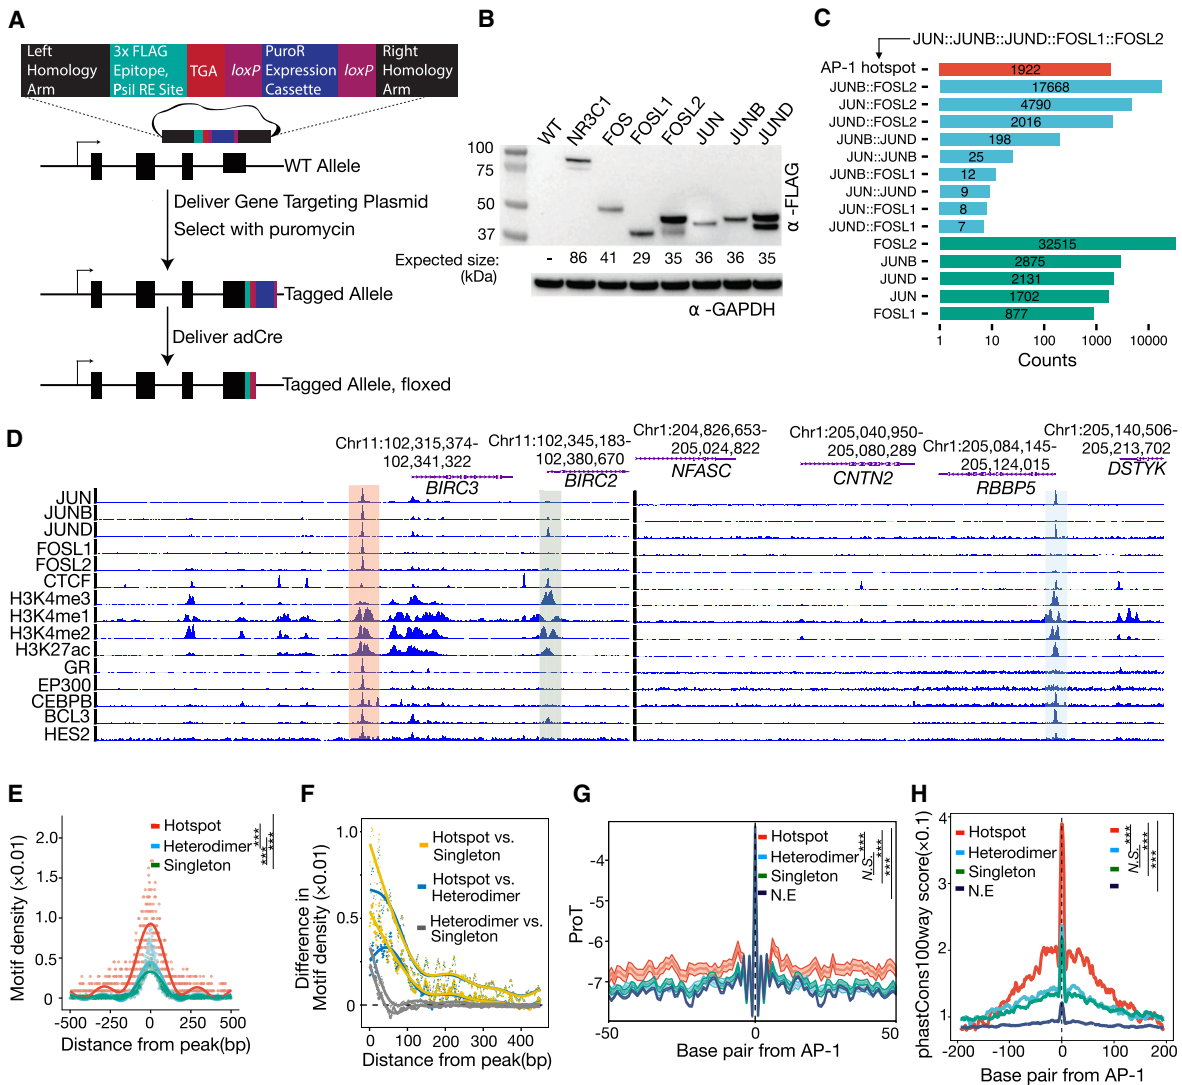 A
Left Homology Arm
3x FLAG Epitope, PsiI RE Site
TGA
loxP
PuroR Expression Cassette
loxP
Right Homology Arm
WT Allele
Deliver Gene Targeting Plasmid
Select with puromycin
Tagged Allele
Deliver adCre
Tagged Allele, floxed
B
WT
NR3C1
FOS
FOSL1
FOSL2
JUN
JUNB
JUND
100
75
50
37
α -FLAG
Expected size: - 86 41 29 35 36 36 35
(kDa)
α -GAPDH
C
JUN::JUNB::JUND::FOSL1::FOSL2
AP-1 hotspot 1922
JUNB::FOSL2 17668
JUN::FOSL2 4790
JUND::FOSL2 2016
JUNB::JUND 198
JUN::JUNB 25
JUNB::FOSL1 12
JUN::JUND 9
JUN::FOSL1 8
JUND::FOSL1 7
FOSL2 32515
JUNB 2875
JUND 2131
JUN 1702
FOSL1 877
1 10 100 1000 10000
Counts
D
Chr11:102,315,374-
102,341,322
BIRC3
Chr11:102,345,183-
102,380,670
BIRC2
Chr1:204,826,653-
205,024,822
NFASC
Chr1:205,040,950-
205,080,289
CNTN2
Chr1:205,084,145-
205,124,015
RBBP5
Chr1:205,140,506-
205,213,702
DSTYK
JUN
JUNB
JUND
FOSL1
FOSL2
CTCF
H3K4me3
H3K4me1
H3K4me2
H3K27ac
GR
EP300
CEBPB
BCL3
HES2
E
Motif density (×0.01)
2.0
1.5
1.0
0.5
0
Hotspot
Heterodimer
Singleton
***
***
***
-500 -250 0 250 500
Distance from peak(bp)
F
Difference in
Motif density (×0.01)
1.0
0.5
0
Hotspot vs.
Singleton
Hotspot vs.
Heterodimer
Heterodimer vs.
Singleton
0 100 200 300 400
Distance from peak(bp)
G
ProT
-4
-6
-7
Hotspot
Heterodimer
Singleton
N.E
***
N.S.
***
***
-50 0 50
Base pair from AP-1
H
phastCons100way score(×0.1)
4
3
2
1
Hotspot
Heterodimer
Singleton
N.E
***
N.S.
***
***
-200 -100 0 100 200
Base pair from AP-1